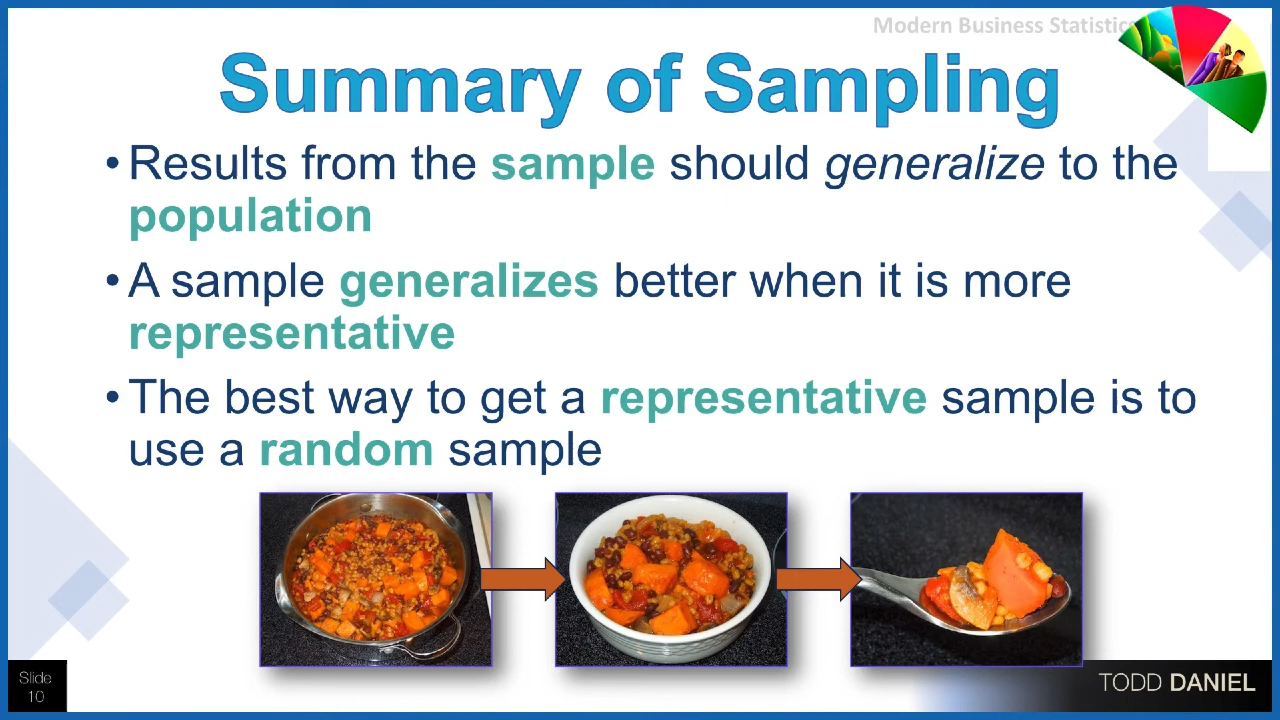 Modern Business Statistics
Summary of Sampling
• Results from the sample should generalize to the
population
• A sample generalizes better when it is more
representative
• The best way to get a representative sample is to
use a random sample
Slide
10
TODD DANIEL